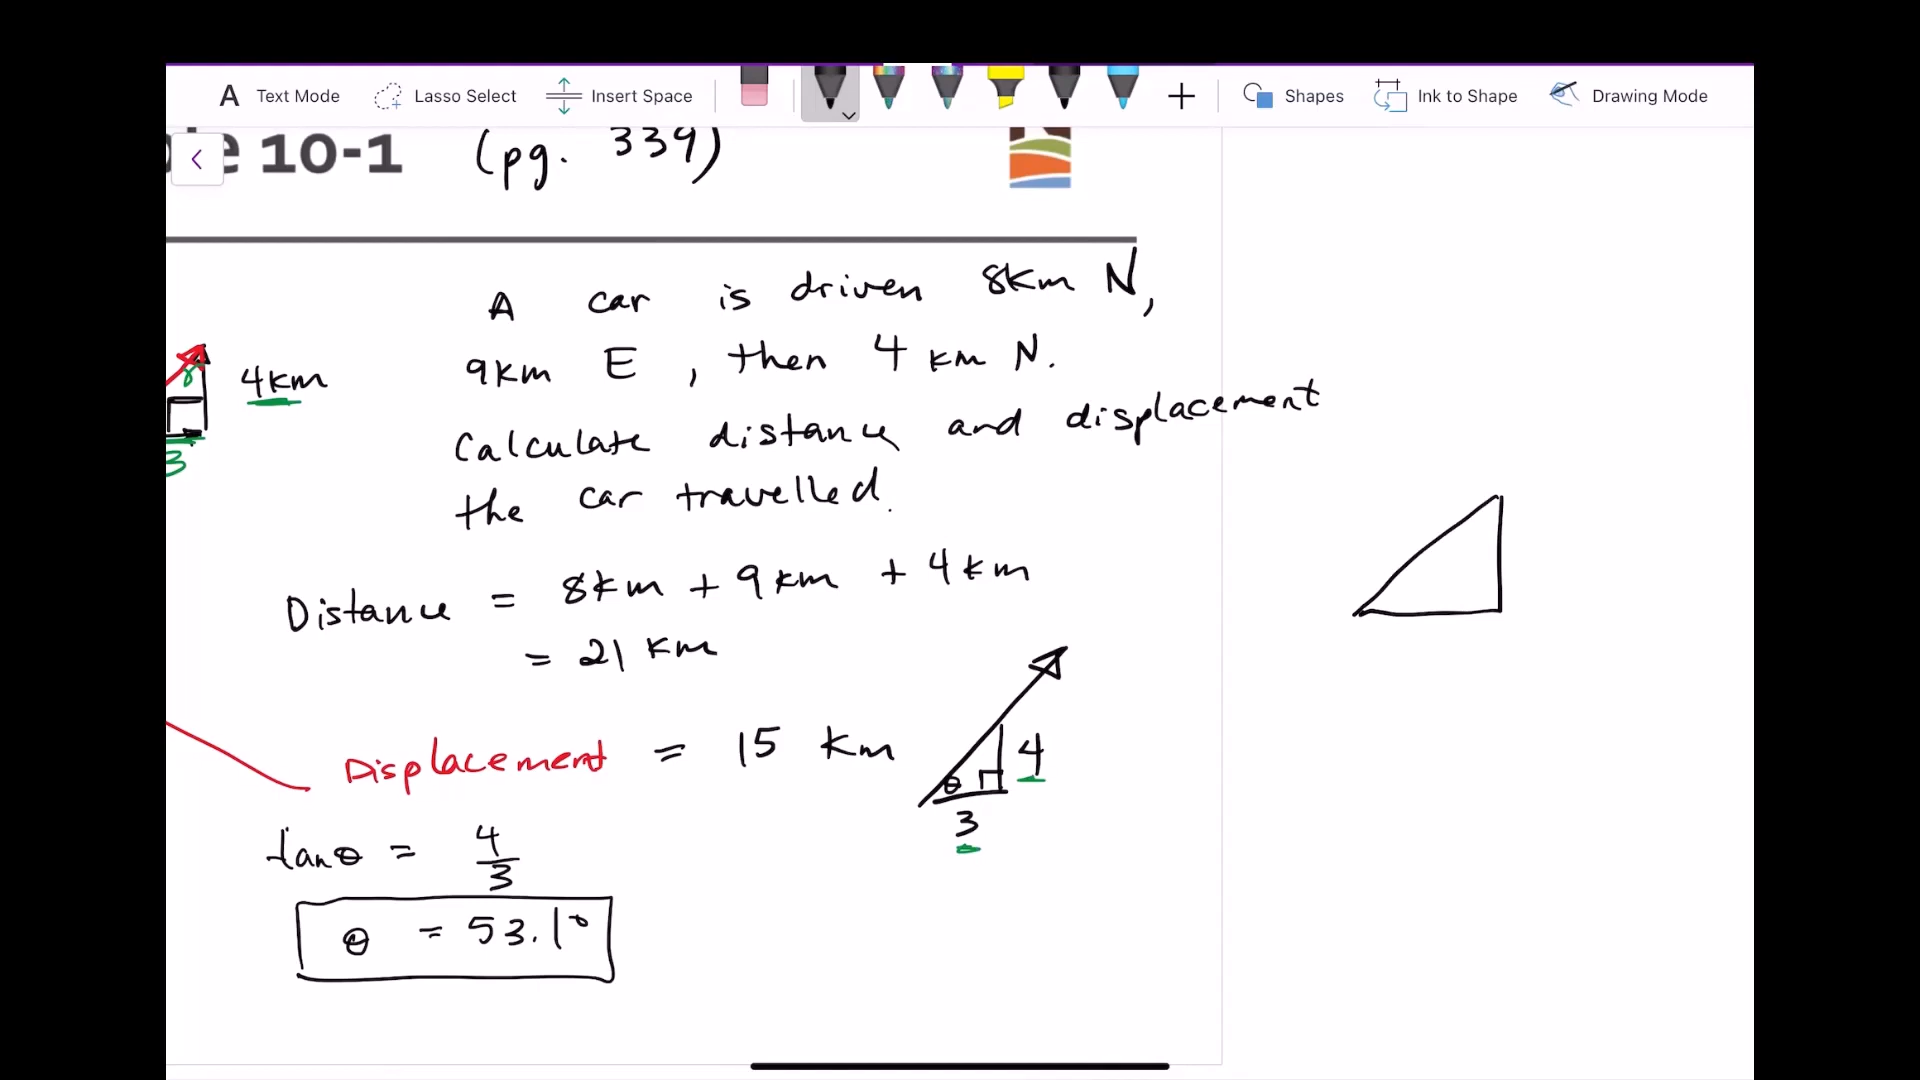 Text Mode Lasso Select Insert Space Shapes Ink to Shape Drawing Mode
e 10-1 (pg. 339)
A car is driven 8km N,
9km E, then 4 km N.
Calculate distance and displacement
the car travelled.
4km
3
Distance = 8km + 9km + 4km
= 21 km
Displacement = 15 km
θ 4
3
tanθ = 4/3
θ = 53.1°